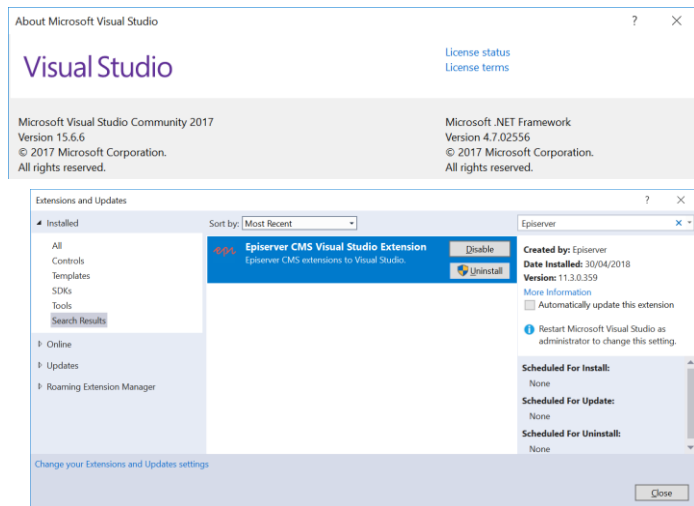 About Microsoft Visual Studio
?
Visual Studio
License status
License terms
Microsoft Visual Studio Community 2017
Version 15.6.6
© 2017 Microsoft Corporation.
All rights reserved.
Microsoft .NET Framework
Version 4.7.02556
© 2017 Microsoft Corporation.
All rights reserved.
Extensions and Updates
?
Installed
All
Controls
Templates
SDKs
Tools
Search Results
Online
Updates
Roaming Extension Manager
Sort by: Most Recent
epi
Episerver CMS Visual Studio Extension
Episerver CMS extensions to Visual Studio.
Disable
Uninstall
Episerver
Created by: Episerver
Date Installed: 30/04/2018
Version: 11.3.0.359
More Information
Automatically update this extension
Restart Microsoft Visual Studio as
administrator to change this setting.
Scheduled For Install:
None
Scheduled For Update:
None
Scheduled For Uninstall:
None
Change your Extensions and Updates settings
Close